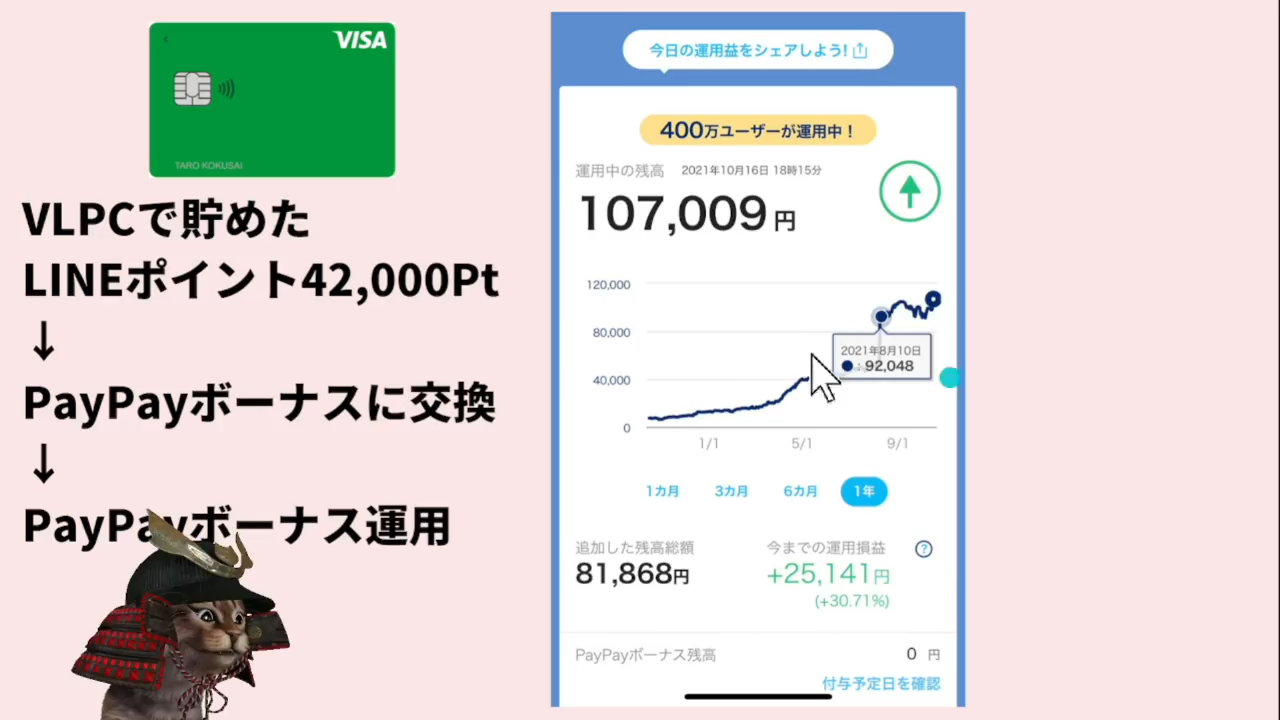 VISA
TARO KOKUSAI
VLPCで貯めた
LINEポイント42,000Pt
↓
PayPayボーナスに交換
↓
PayPayボーナス運用
今日の運用益をシェアしよう!
400万ユーザーが運用中!
運用中の残高 2021年10月16日 18時15分
107,009円
120,000
80,000
40,000
0
2021年8月10日
: 92,048
1/1 5/1 9/1
1カ月 3カ月 6カ月 1年
追加した残高総額 今までの運用損益 ?
81,868円 +25,141円
(+30.71%)
PayPayボーナス残高 0 円
付与予定日を確認